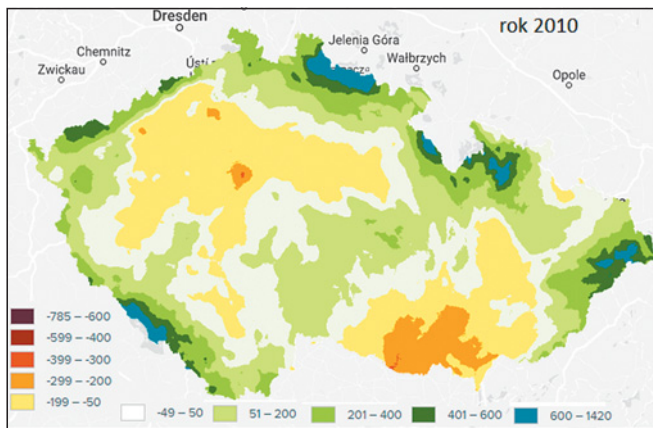 Dresden
rok 2010
Jelenia Góra
Chemnitz
Ústí
Wałbrzych
Zwickau
Opole
-785 – -600
-599 – -400
-399 – -300
-299 – -200
-199 – -50
-49 – 50
51 – 200
201 – 400
401 – 600
600 – 1420